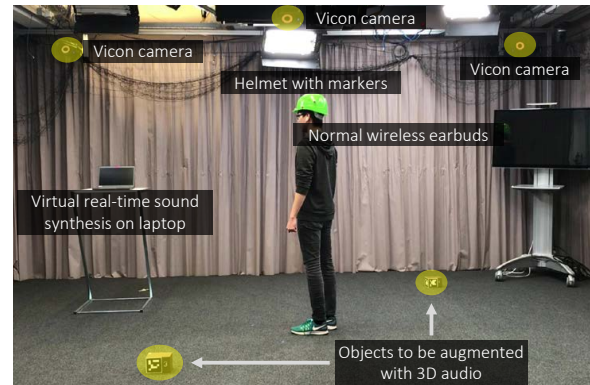 Vicon camera
Vicon camera
Vicon camera
Helmet with markers
Normal wireless earbuds
Virtual real-time sound
synthesis on laptop
Objects to be augmented
with 3D audio